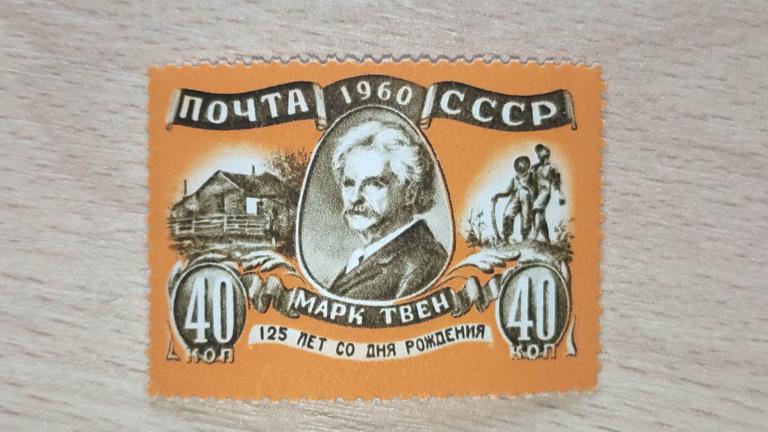 ПОЧТА 1960 СССР
МАРК ТВЕН
125 ЛЕТ СО ДНЯ РОЖДЕНИЯ
40 КОП
40 КОП